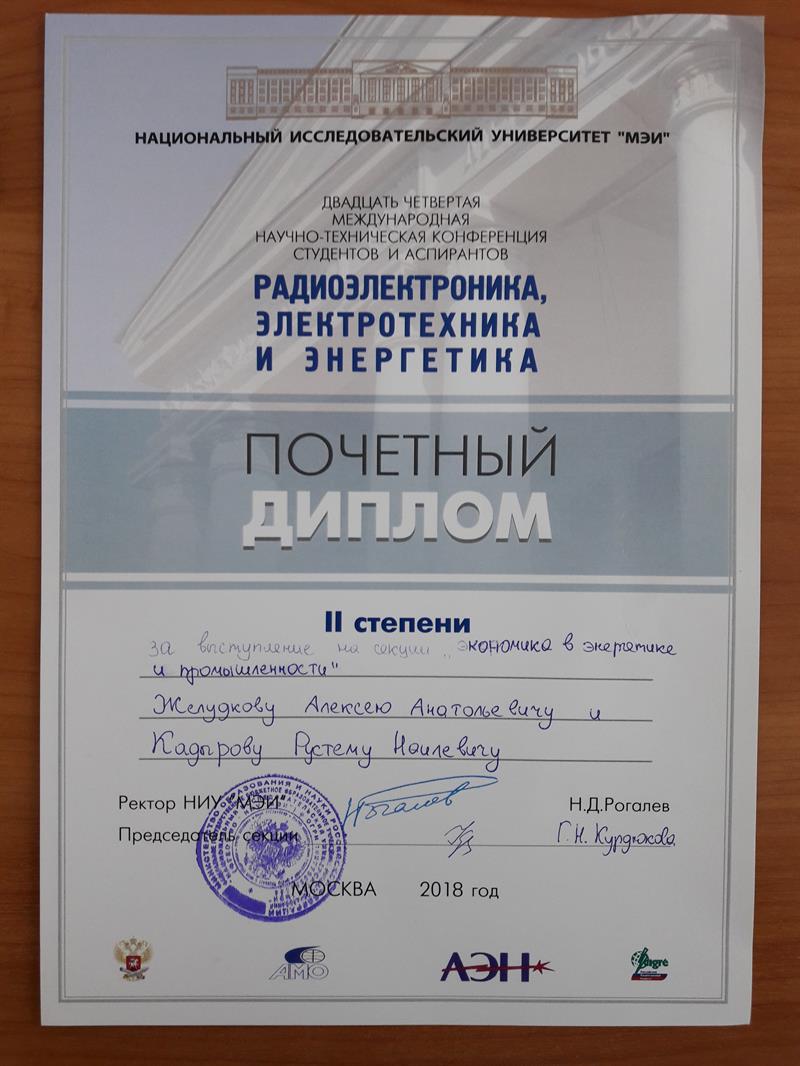 НАЦИОНАЛЬНЫЙ ИССЛЕДОВАТЕЛЬСКИЙ УНИВЕРСИТЕТ "МЭИ"
ДВАДЦАТЬ ЧЕТВЕРТАЯ
МЕЖДУНАРОДНАЯ
НАУЧНО-ТЕХНИЧЕСКАЯ КОНФЕРЕНЦИЯ
СТУДЕНТОВ И АСПИРАНТОВ
РАДИОЭЛЕКТРОНИКА,
ЭЛЕКТРОТЕХНИКА
И ЭНЕРГЕТИКА
ПОЧЕТНЫЙ
ДИПЛОМ
II степени
за выступление на секции „экономика в энергетике
и промышленности"
Желудкову Алексею Анатольевичу и
Кадырову Рустему Наилевичу
Ректор НИУ "МЭИ" Н.Д.Рогалев
Председатель секции Г.Н. Курдюкова
МОСКВА 2018 год
АМО
АЭН